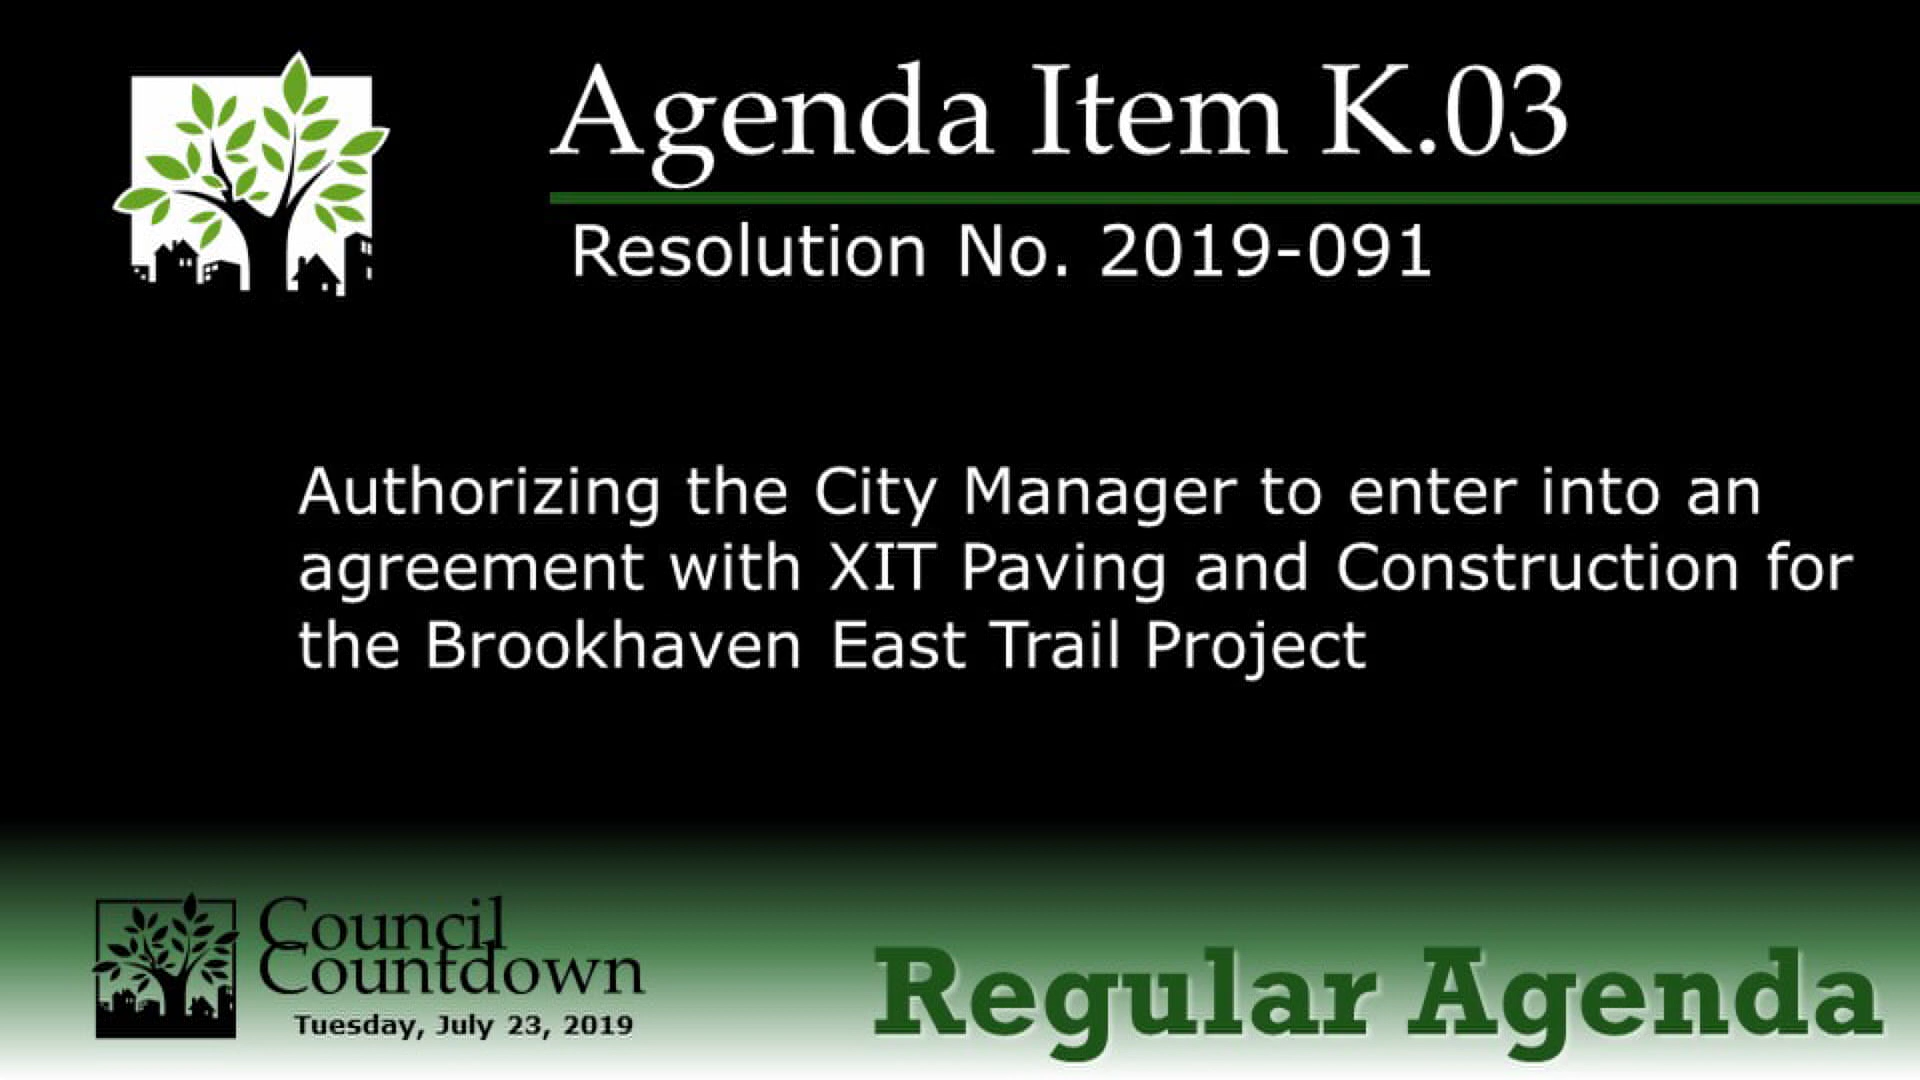 Agenda Item K.03
Resolution No. 2019-091
Authorizing the City Manager to enter into an
agreement with XIT Paving and Construction for
the Brookhaven East Trail Project
Council
Countdown
Tuesday, July 23, 2019
Regular Agenda